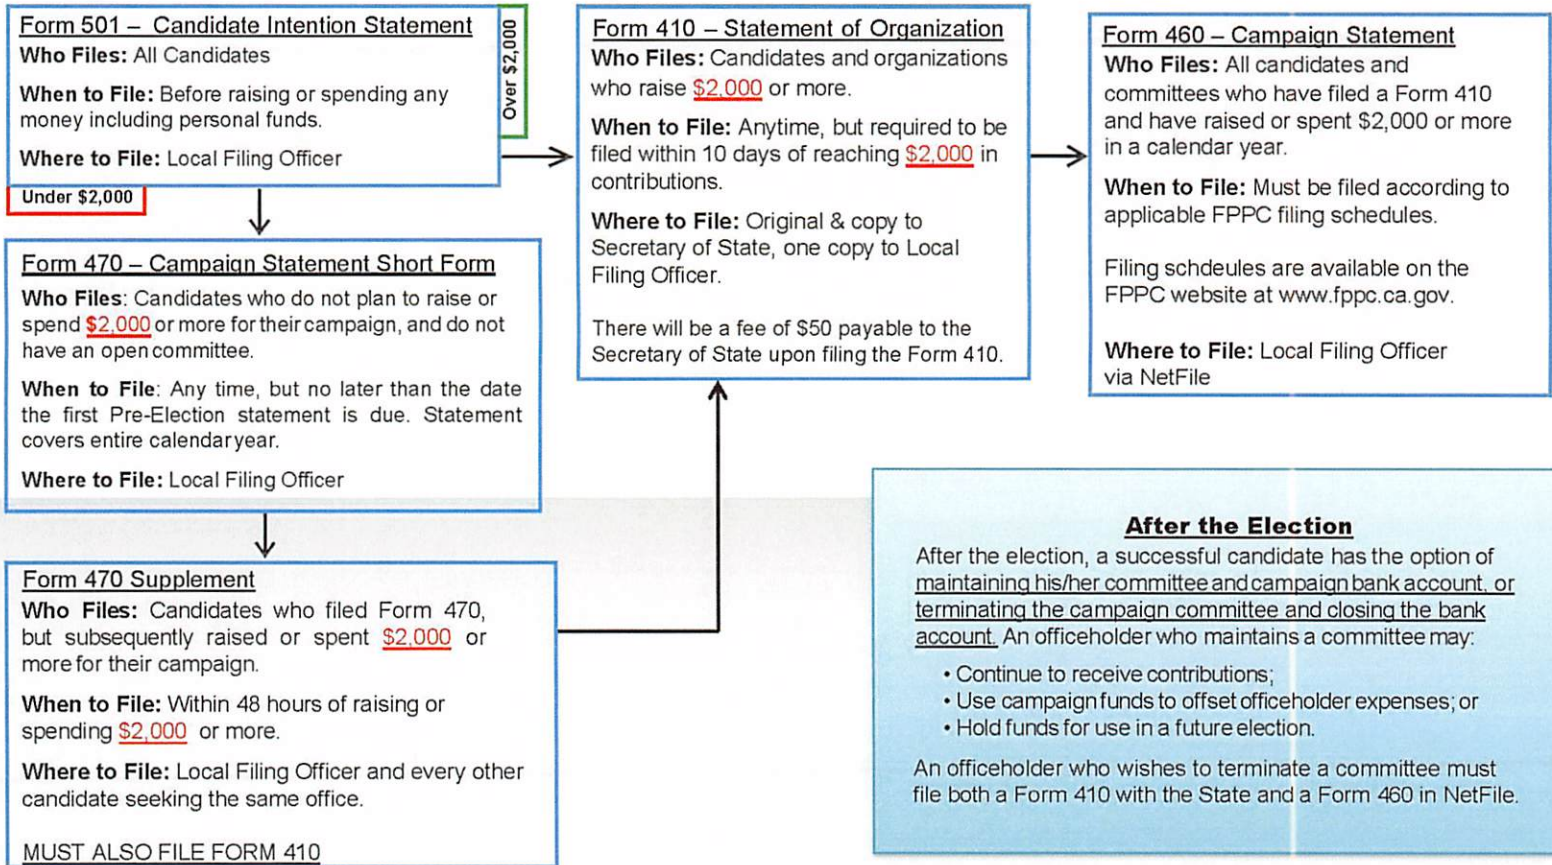 Form 501 – Candidate Intention Statement
Who Files: All Candidates
When to File: Before raising or spending any
money including personal funds.
Where to File: Local Filing Officer
Over $2,000
Under $2,000
Form 470 – Campaign Statement Short Form
Who Files: Candidates who do not plan to raise or
spend $2,000 or more for their campaign, and do not
have an open committee.
When to File: Any time, but no later than the date
the first Pre-Election statement is due. Statement
covers entire calendar year.
Where to File: Local Filing Officer
Form 470 Supplement
Who Files: Candidates who filed Form 470,
but subsequently raised or spent $2,000 or
more for their campaign.
When to File: Within 48 hours of raising or
spending $2,000 or more.
Where to File: Local Filing Officer and every other
candidate seeking the same office.
MUST ALSO FILE FORM 410
Form 410 – Statement of Organization
Who Files: Candidates and organizations
who raise $2,000 or more.
When to File: Anytime, but required to be
filed within 10 days of reaching $2,000 in
contributions.
Where to File: Original & copy to
Secretary of State, one copy to Local
Filing Officer.
There will be a fee of $50 payable to the
Secretary of State upon filing the Form 410.
Form 460 – Campaign Statement
Who Files: All candidates and
committees who have filed a Form 410
and have raised or spent $2,000 or more
in a calendar year.
When to File: Must be filed according to
applicable FPPC filing schedules.
Filing schdeules are available on the
FPPC website at www.fppc.ca.gov.
Where to File: Local Filing Officer
via NetFile
After the Election
After the election, a successful candidate has the option of
maintaining his/her committee and campaign bank account, or
terminating the campaign committee and closing the bank
account. An officeholder who maintains a committee may:
• Continue to receive contributions;
• Use campaign funds to offset officeholder expenses; or
• Hold funds for use in a future election.
An officeholder who wishes to terminate a committee must
file both a Form 410 with the State and a Form 460 in NetFile.